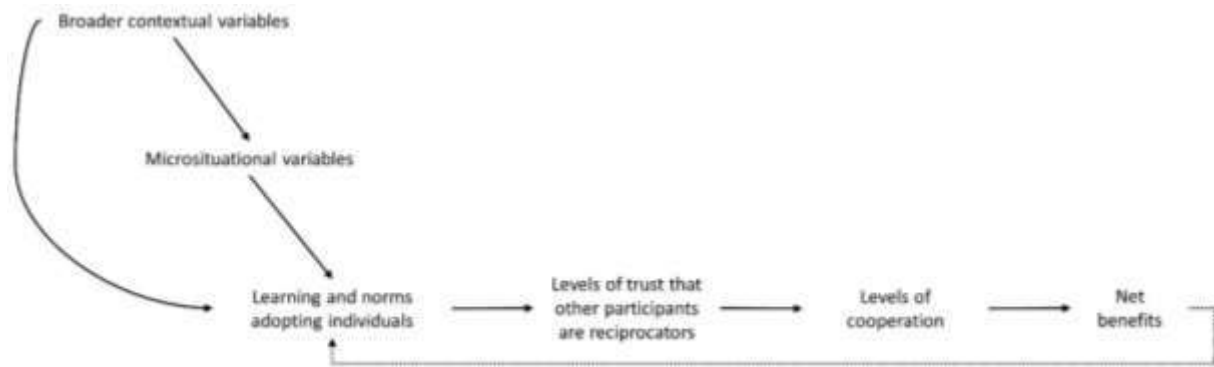 Broader contextual variables
Microsituational variables
Learning and norms
adopting individuals
Levels of trust that
other participants
are reciprocators
Levels of
cooperation
Net
benefits